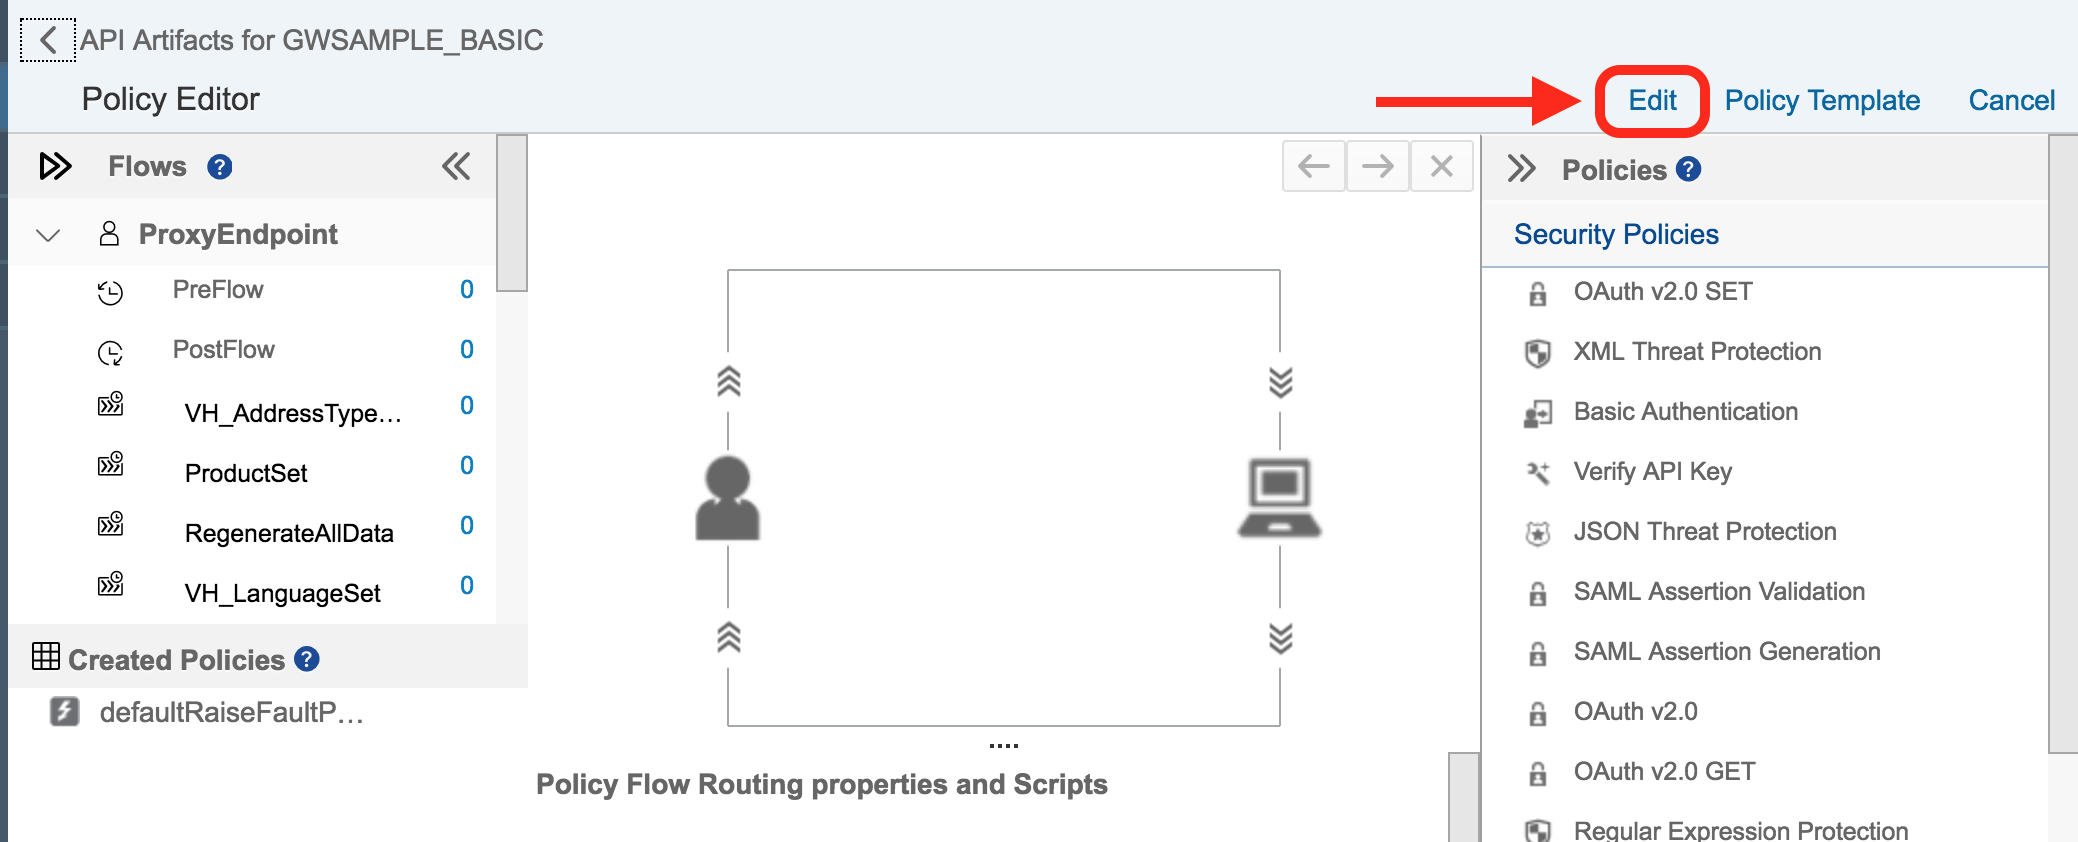 API Artifacts for GWSAMPLE_BASIC
Policy Editor
Edit
Policy Template
Cancel
Flows ?
ProxyEndpoint
PreFlow 0
PostFlow 0
VH_AddressType... 0
ProductSet 0
RegenerateAllData 0
VH_LanguageSet 0
Created Policies ?
defaultRaiseFaultP...
Policy Flow Routing properties and Scripts
Policies ?
Security Policies
OAuth v2.0 SET
XML Threat Protection
Basic Authentication
Verify API Key
JSON Threat Protection
SAML Assertion Validation
SAML Assertion Generation
OAuth v2.0
OAuth v2.0 GET
Regular Expression Protection